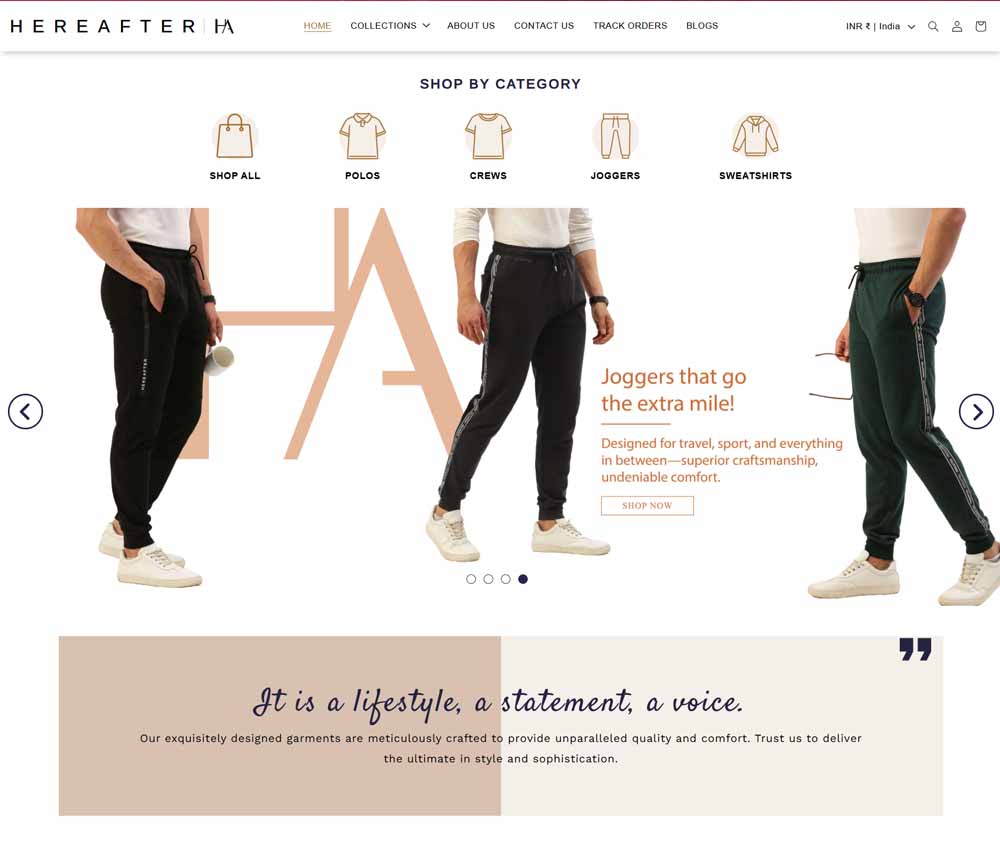 HEREAFTER HA
HOME COLLECTIONS ABOUT US CONTACT US TRACK ORDERS BLOGS INR ₹ | India
SHOP BY CATEGORY
SHOP ALL POLOS CREWS JOGGERS SWEATSHIRTS
HA
HEREAFTER
Joggers that go
the extra mile!
Designed for travel, sport, and everything
in between—superior craftsmanship,
undeniable comfort.
SHOP NOW
”
It is a lifestyle, a statement, a voice.
Our exquisitely designed garments are meticulously crafted to provide unparalleled quality and comfort. Trust us to deliver
the ultimate in style and sophistication.